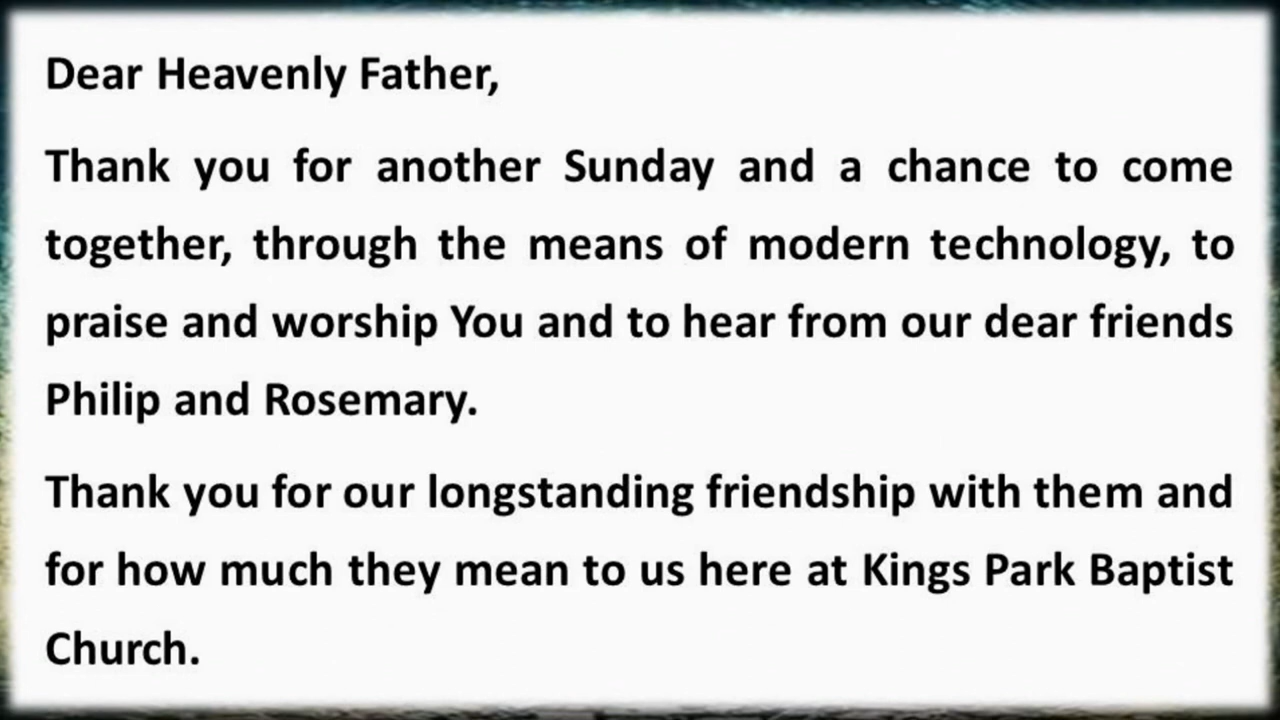 Dear Heavenly Father,
Thank you for another Sunday and a chance to come
together, through the means of modern technology, to
praise and worship You and to hear from our dear friends
Philip and Rosemary.
Thank you for our longstanding friendship with them and
for how much they mean to us here at Kings Park Baptist
Church.